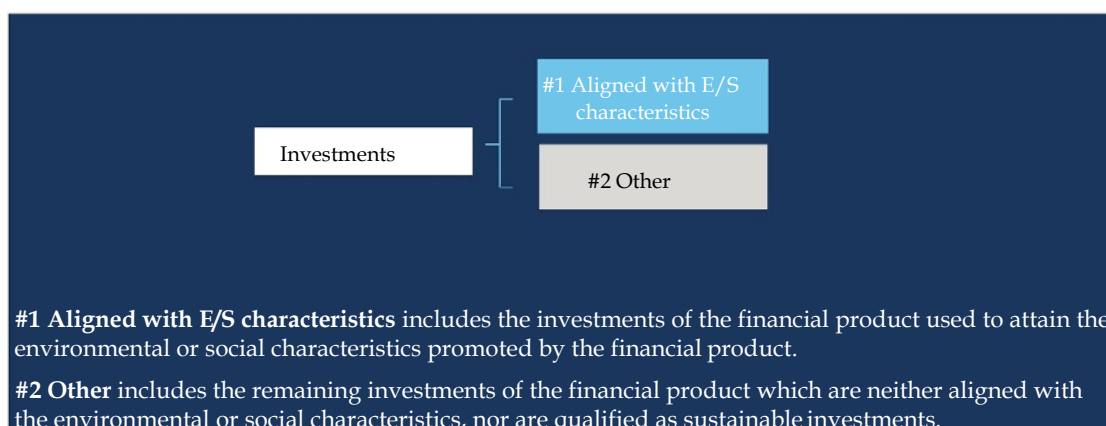 #1 Aligned with E/S
characteristics
Investments
#2 Other
#1 Aligned with E/S characteristics includes the investments of the financial product used to attain the
environmental or social characteristics promoted by the financial product.
#2 Other includes the remaining investments of the financial product which are neither aligned with
the environmental or social characteristics, nor are qualified as sustainable investments.